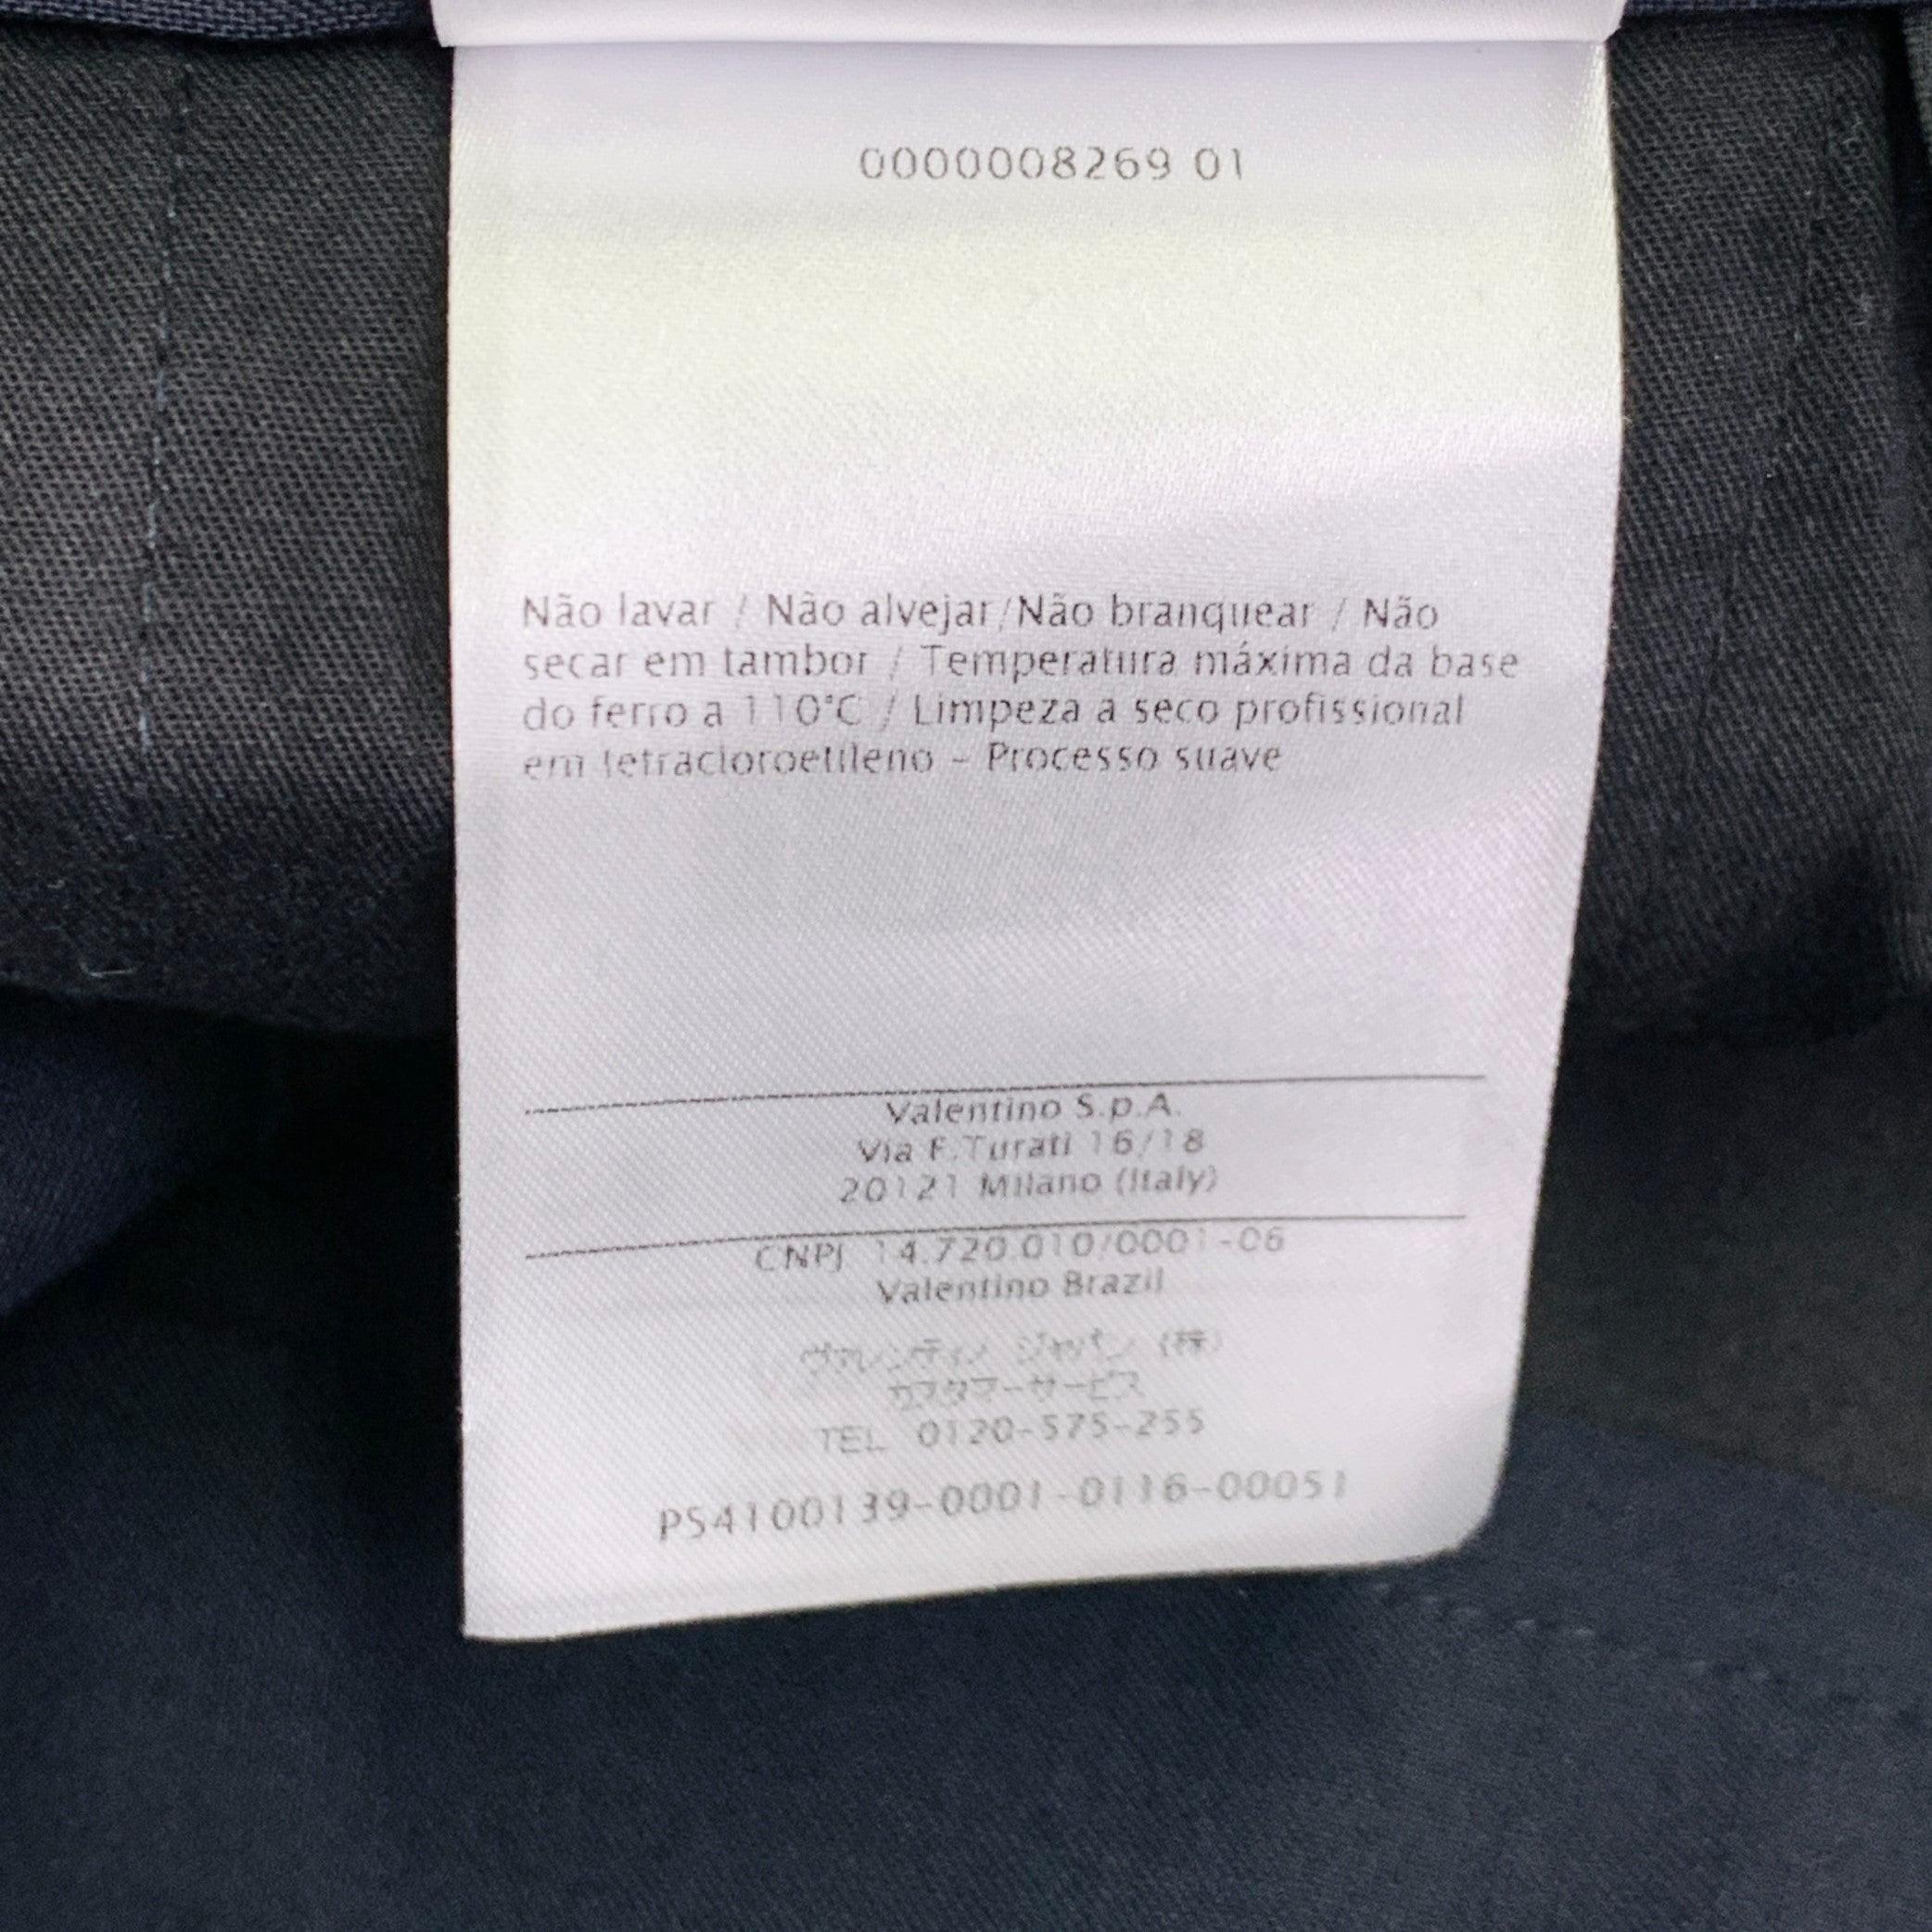 0000008269 01
Não lavar / Não alvejar/Não branquear / Não
secar em tambor / Temperatura máxima da base
do ferro a 110°C / Limpeza a seco profissional
em tetracloroetileno – Processo suave
Valentino S.p.A.
Via F.Turati 16/18
20121 Milano (Italy)
CNPJ 14.720.010/0001-06
Valentino Brazil
ヴァレンティノ ジャパン (株)
カスタマーサービス
TEL 0120-575-255
PS4100139-0001-0116-00051